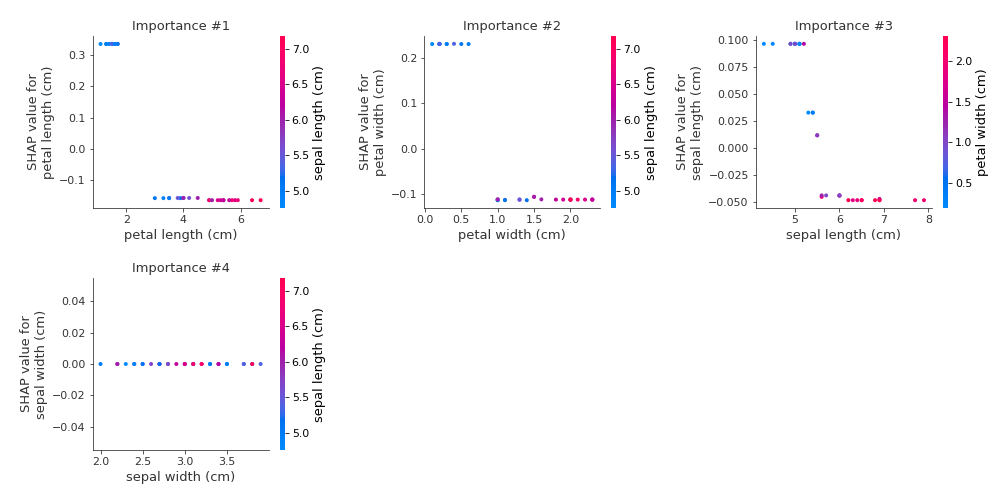 Importance #1
SHAP value for
petal length (cm)
0.3
0.2
0.1
0.0
−0.1
2
4
6
petal length (cm)
7.0
6.5
6.0
5.5
5.0
sepal length (cm)
Importance #2
SHAP value for
petal width (cm)
0.2
0.1
0.0
−0.1
0.0
0.5
1.0
1.5
2.0
petal width (cm)
7.0
6.5
6.0
5.5
5.0
sepal length (cm)
Importance #3
SHAP value for
sepal length (cm)
0.100
0.075
0.050
0.025
0.000
−0.025
−0.050
5
6
7
8
sepal length (cm)
2.0
1.5
1.0
0.5
petal width (cm)
Importance #4
SHAP value for
sepal width (cm)
0.04
0.02
0.00
−0.02
−0.04
2.0
2.5
3.0
3.5
sepal width (cm)
7.0
6.5
6.0
5.5
5.0
sepal length (cm)